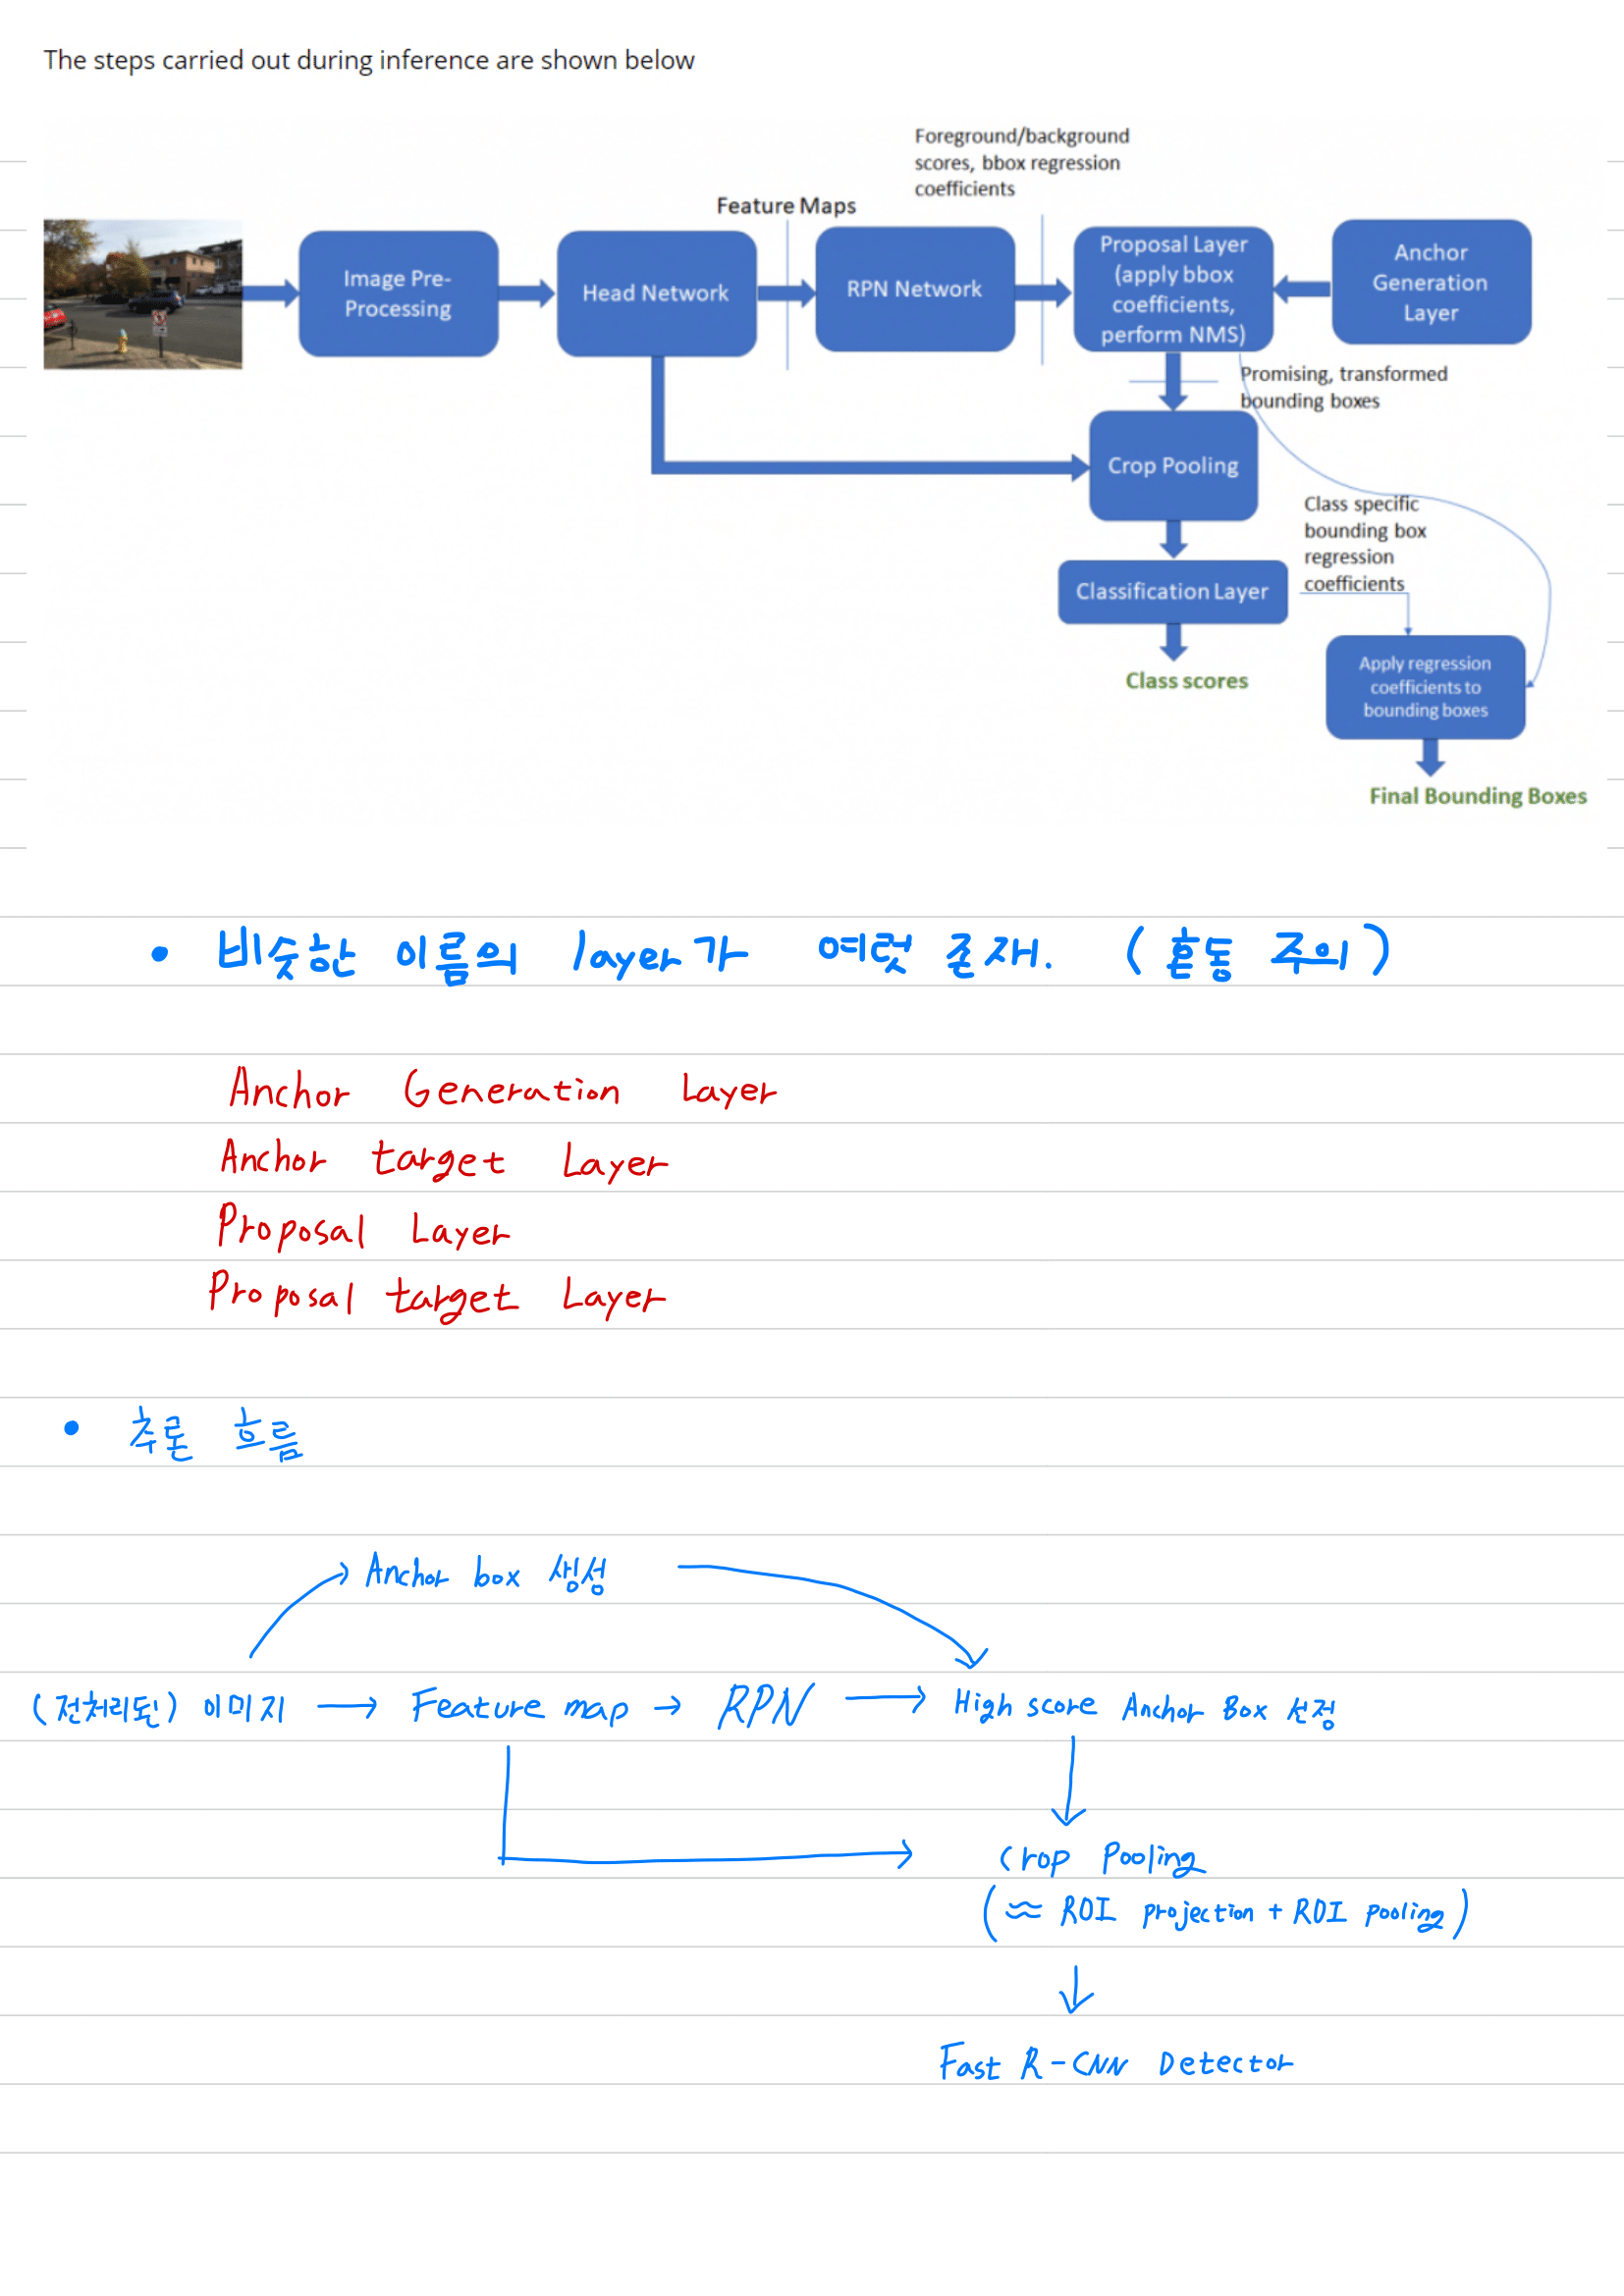 The steps carried out during inference are shown below
Foreground/background
scores, bbox regression
coefficients
Feature Maps
Image Pre-
Processing
Head Network
RPN Network
Proposal Layer
(apply bbox
coefficients,
perform NMS)
Anchor
Generation
Layer
Promising, transformed
bounding boxes
Crop Pooling
Class specific
bounding box
regression
coefficients
Classification Layer
Class scores
Apply regression
coefficients to
bounding boxes
Final Bounding Boxes
• 비슷한 이름의 layer가 여럿 존재. (혼동 주의)
Anchor Generation Layer
Anchor target Layer
Proposal Layer
Proposal target Layer
• 추론 흐름
→ Anchor box 생성
(전처리된) 이미지 → Feature map → RPN → High score Anchor Box 선정
Crop Pooling
(≈ ROI projection + ROI pooling)
↓
Fast R-CNN Detector